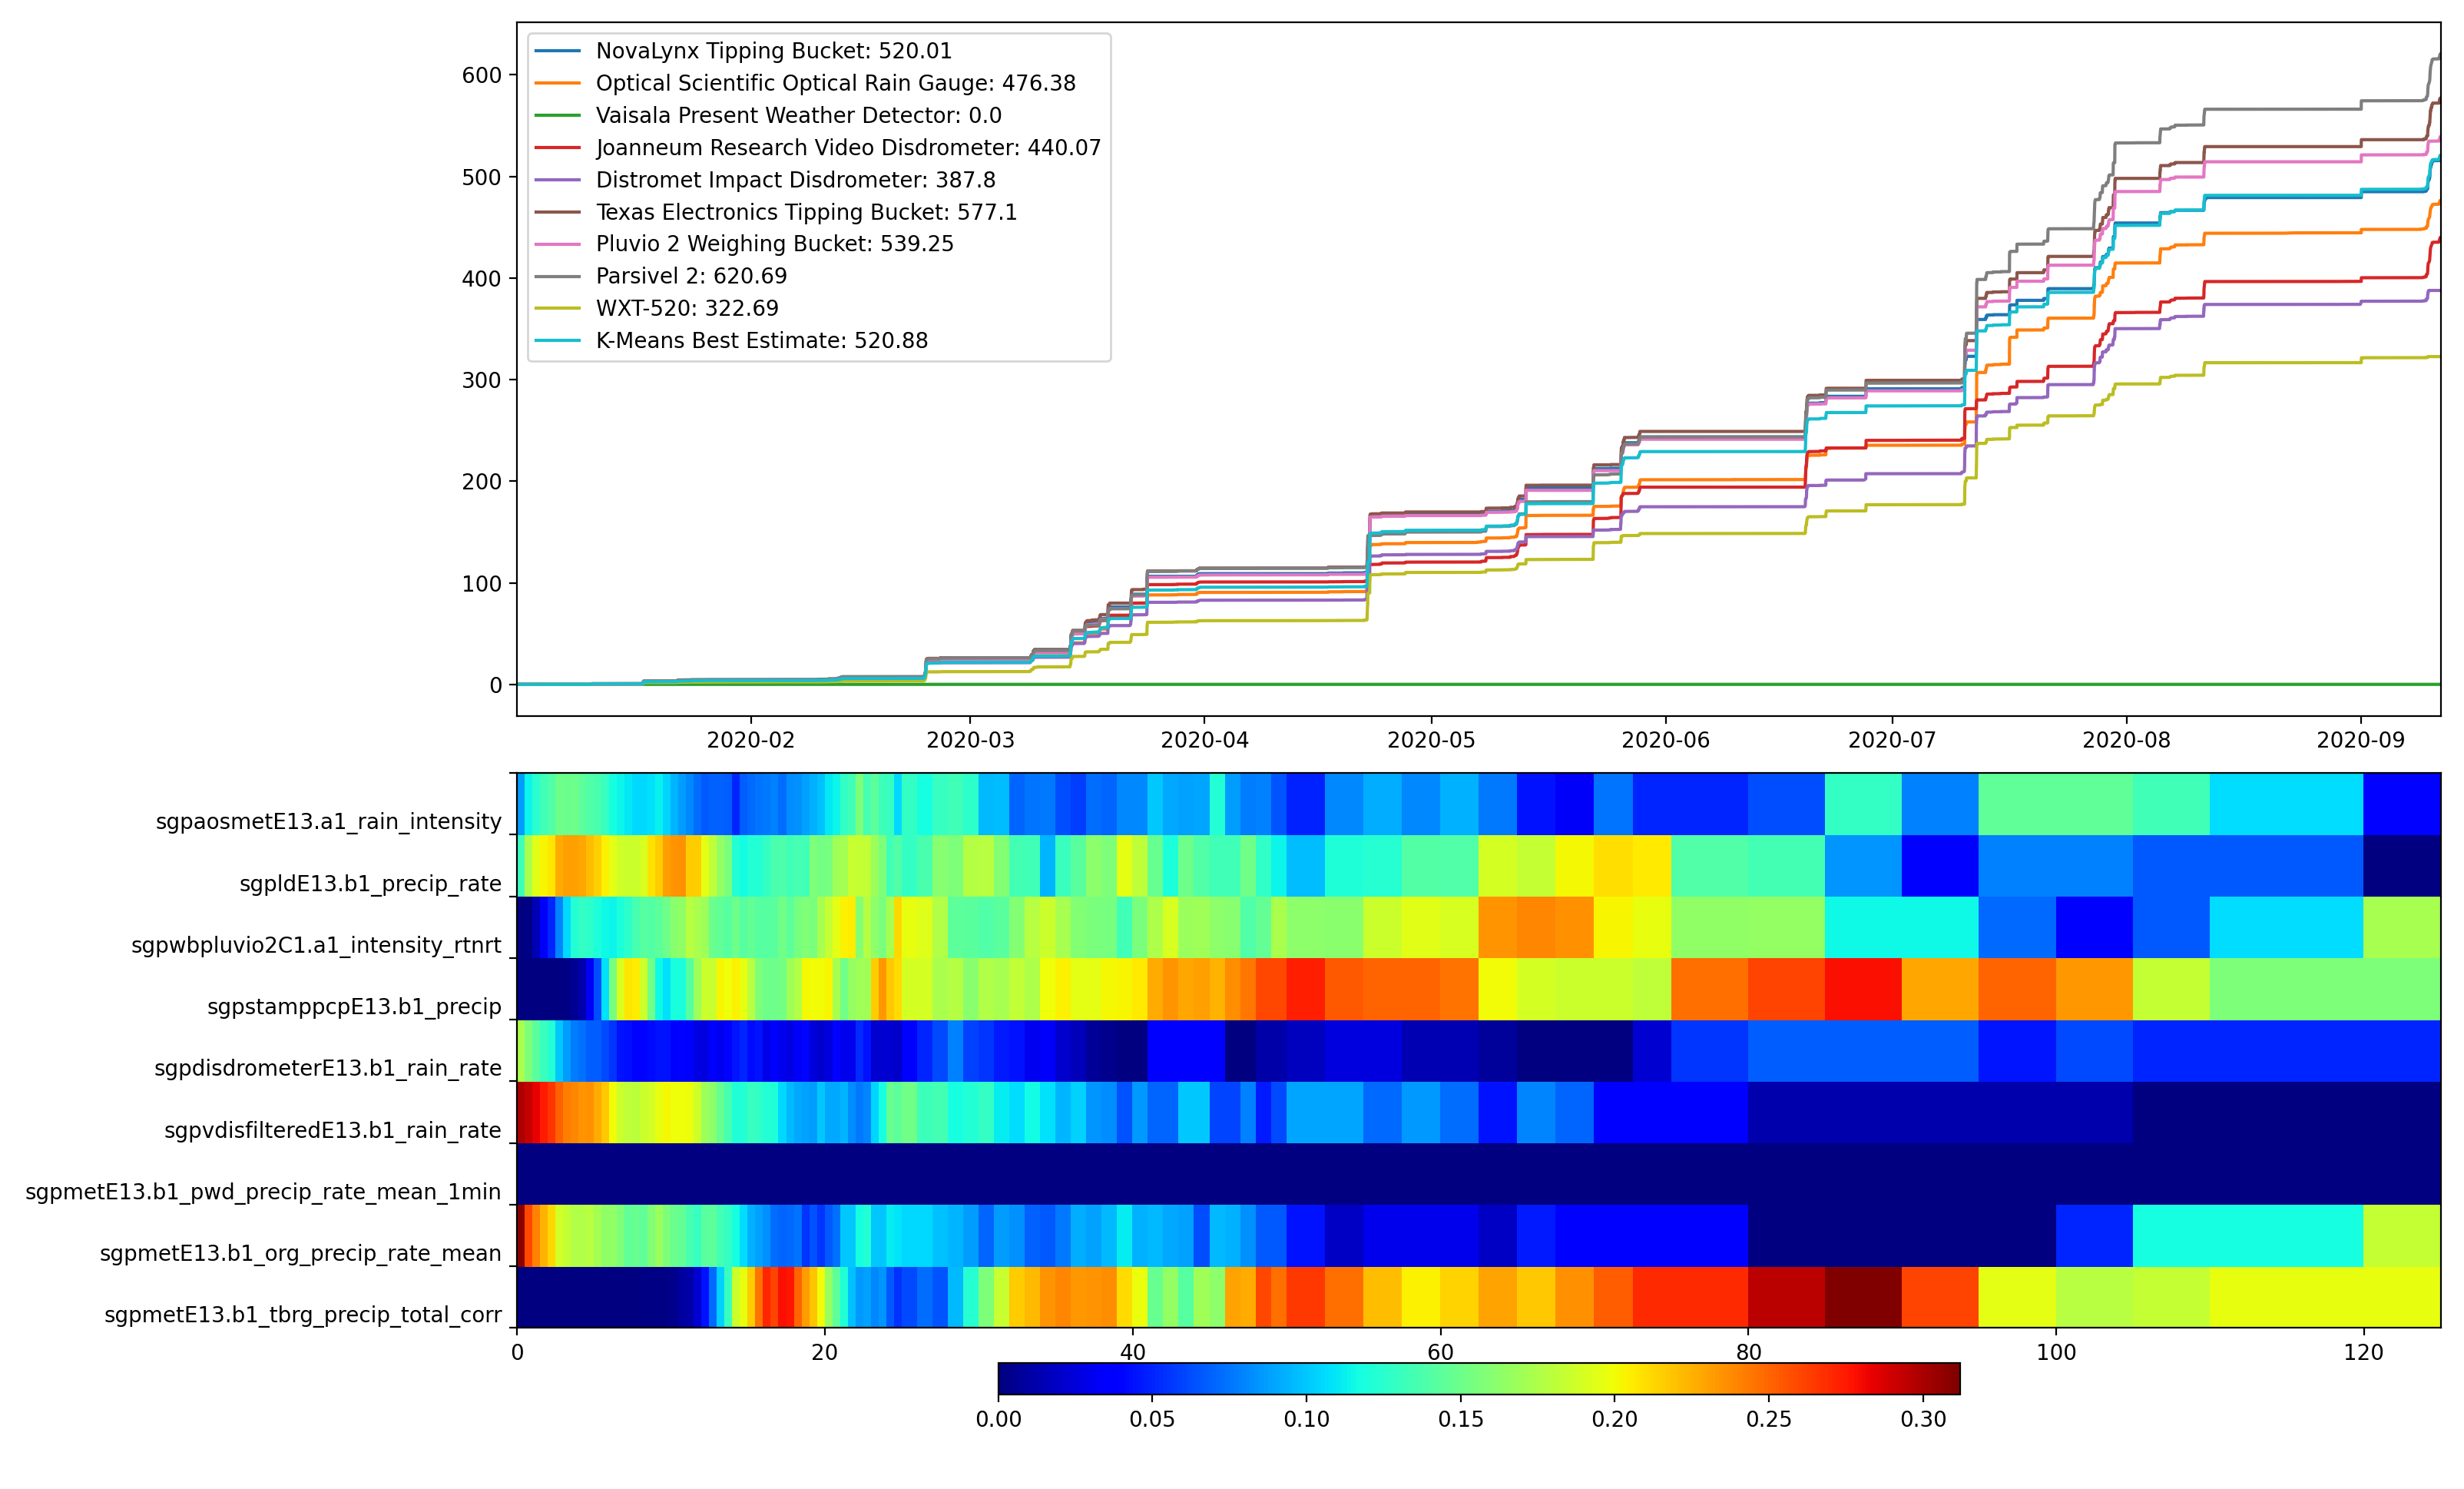 NovaLynx Tipping Bucket: 520.01
Optical Scientific Optical Rain Gauge: 476.38
Vaisala Present Weather Detector: 0.0
Joanneum Research Video Disdrometer: 440.07
Distromet Impact Disdrometer: 387.8
Texas Electronics Tipping Bucket: 577.1
Pluvio 2 Weighing Bucket: 539.25
Parsivel 2: 620.69
WXT-520: 322.69
K-Means Best Estimate: 520.88
600
500
400
300
200
100
0
2020-02 2020-03 2020-04 2020-05 2020-06 2020-07 2020-08 2020-09
sgpaosmetE13.a1_rain_intensity
sgpldE13.b1_precip_rate
sgpwbpluvio2C1.a1_intensity_rtnrt
sgpstamppcpE13.b1_precip
sgpdisdrometerE13.b1_rain_rate
sgpvdisfilteredE13.b1_rain_rate
sgpmetE13.b1_pwd_precip_rate_mean_1min
sgpmetE13.b1_org_precip_rate_mean
sgpmetE13.b1_tbrg_precip_total_corr
0 20 40 60 80 100 120
0.00 0.05 0.10 0.15 0.20 0.25 0.30